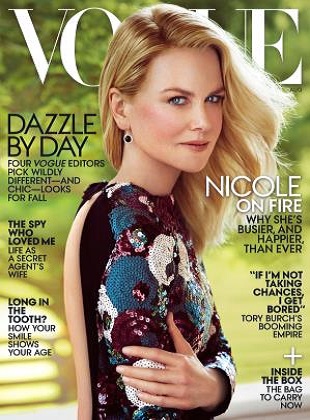 VOGUE
DAZZLE
BY DAY
FOUR VOGUE EDITORS
PICK WILDLY
DIFFERENT—AND
CHIC—LOOKS
FOR FALL
THE SPY
WHO
LOVED ME
LIFE AS
A SECRET
AGENT'S
WIFE
LONG IN
THE
TOOTH?
HOW YOUR
SMILE
SHOWS
YOUR AGE
NICOLE
ON FIRE
WHY SHE'S
BUSIER, AND
HAPPIER,
THAN EVER
"IF I'M NOT
TAKING
CHANCES,
I GET
BORED"
TORY BURCH'S
BOOMING
EMPIRE
+
INSIDE
THE BOX
THE BAG
TO CARRY
NOW